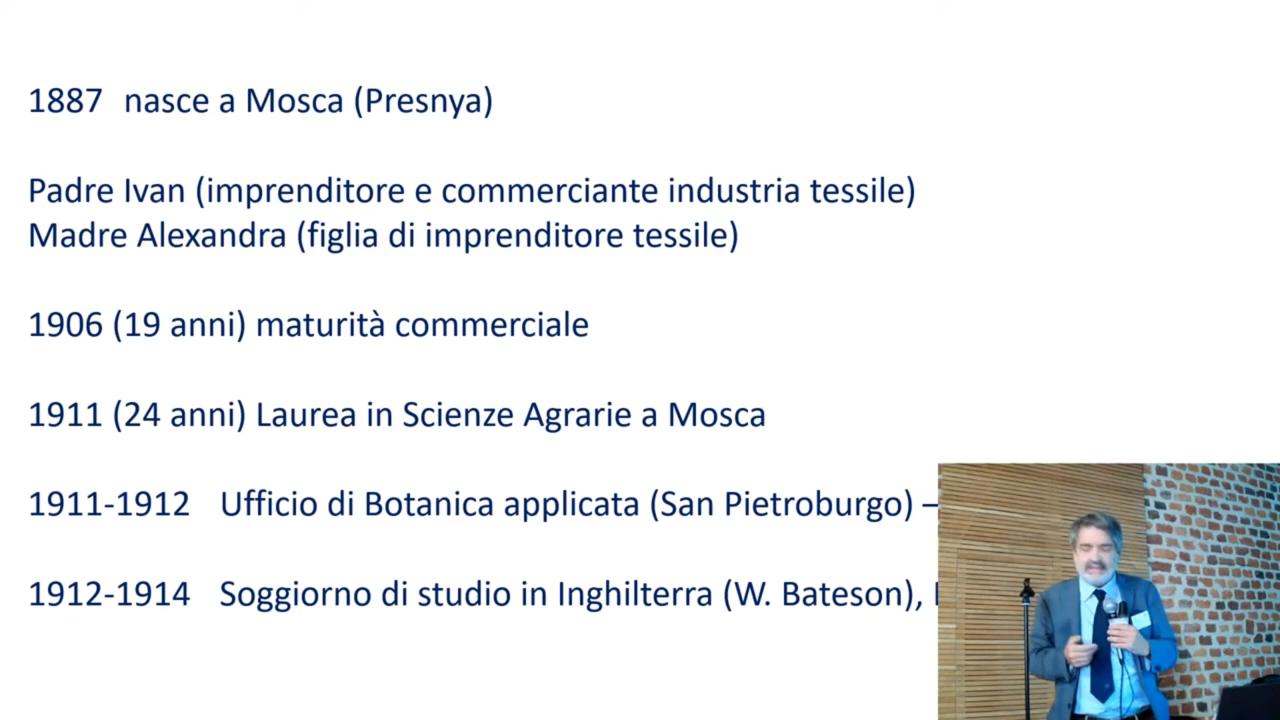 1887 nasce a Mosca (Presnya)
Padre Ivan (imprenditore e commerciante industria tessile)
Madre Alexandra (figlia di imprenditore tessile)
1906 (19 anni) maturità commerciale
1911 (24 anni) Laurea in Scienze Agrarie a Mosca
1911-1912 Ufficio di Botanica applicata (San Pietroburgo) –
1912-1914 Soggiorno di studio in Inghilterra (W. Bateson),